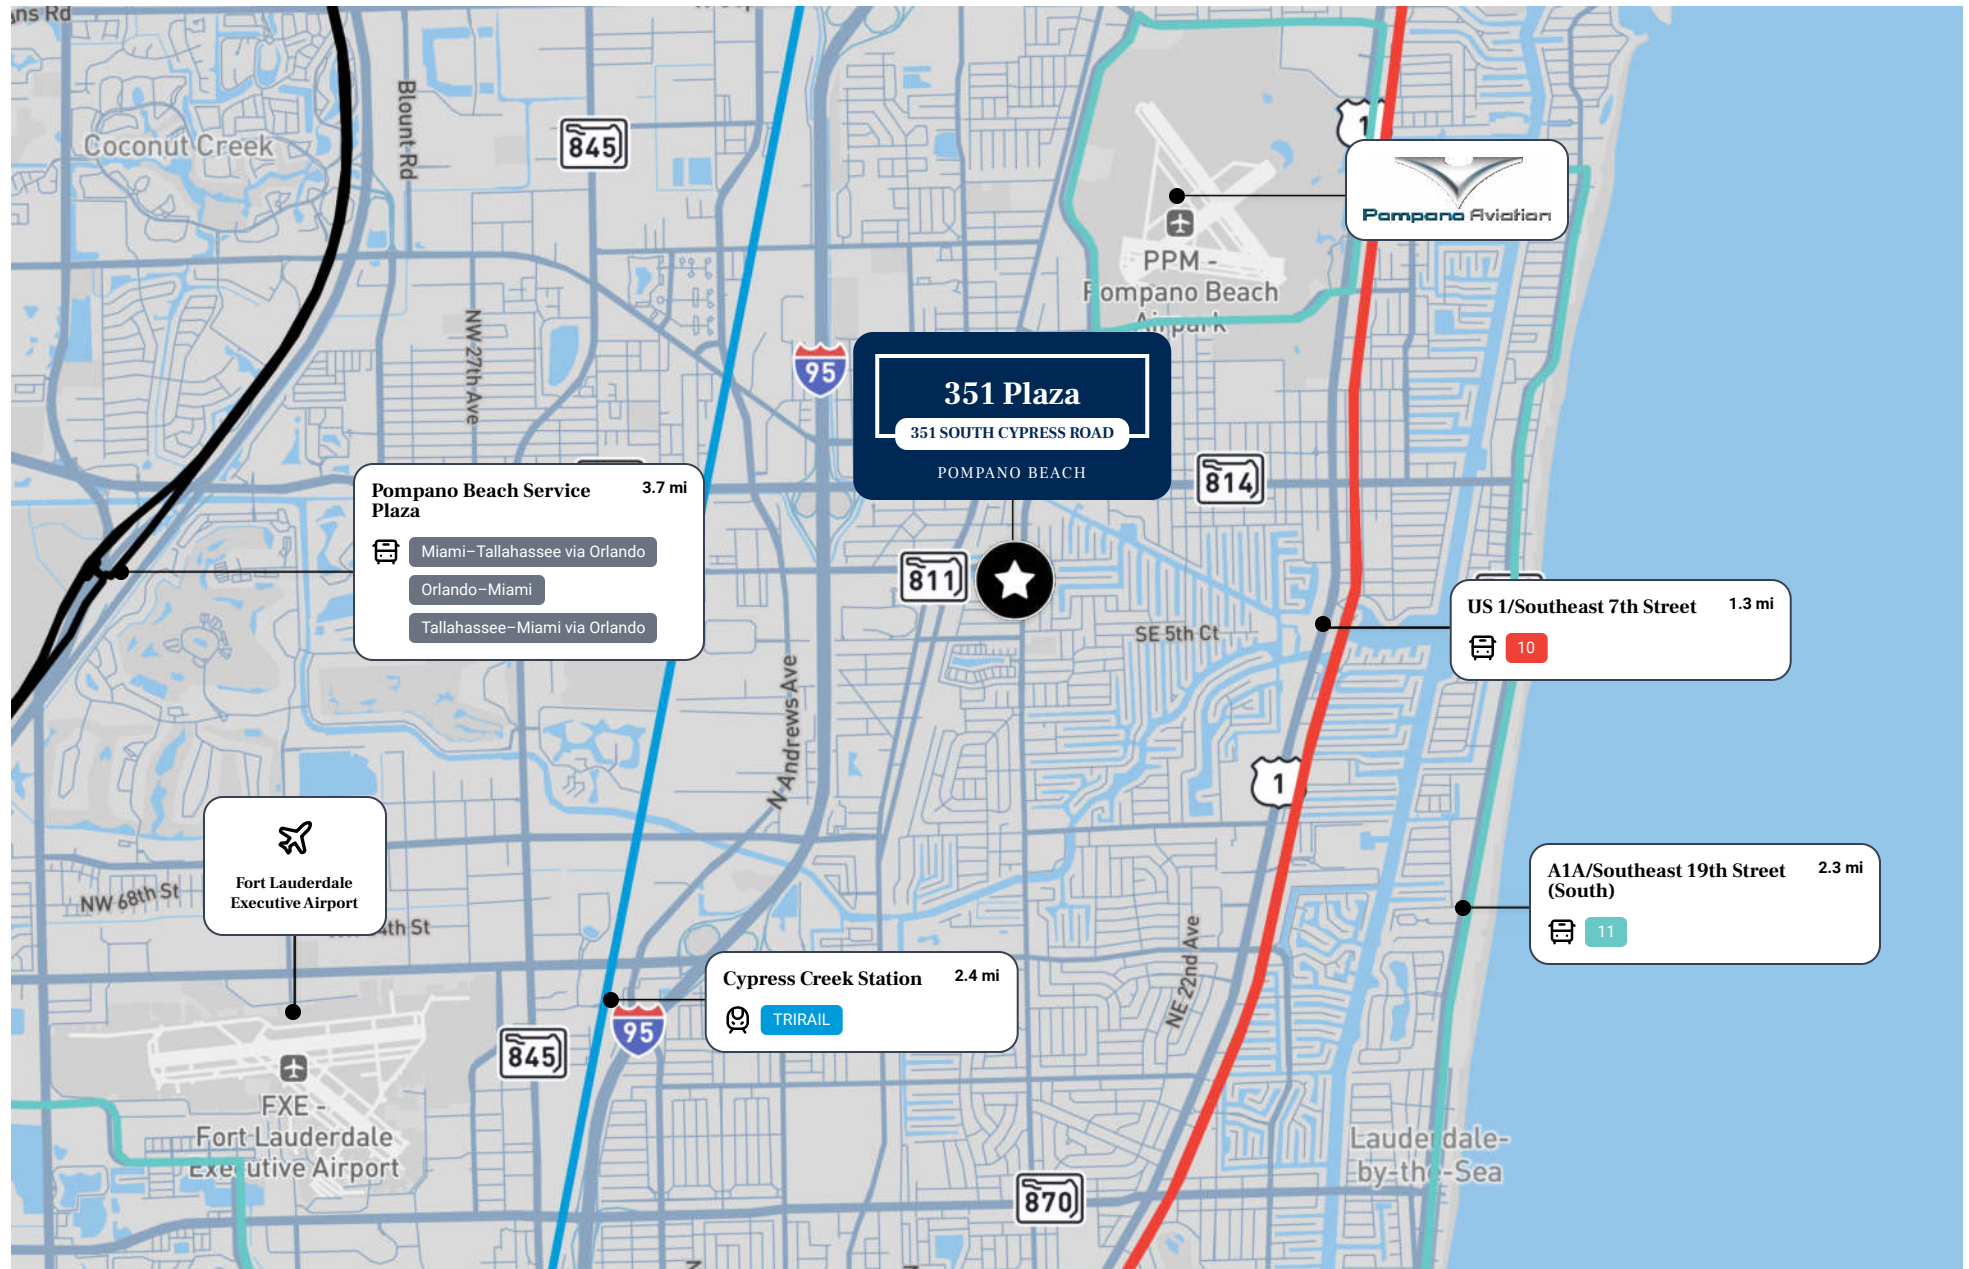 Blount Rd
Coconut Creek
845
1
Pompano Aviation
PPM -
Pompano Beach
Airpark
NW 27th Ave
95
351 Plaza
351 SOUTH CYPRESS ROAD
POMPANO BEACH
814
Pompano Beach Service
Plaza
3.7 mi
Miami–Tallahassee via Orlando
Orlando–Miami
Tallahassee–Miami via Orlando
811
SE 5th Ct
US 1/Southeast 7th Street
1.3 mi
10
N Andrews Ave
1
Fort Lauderdale
Executive Airport
A1A/Southeast 19th Street
(South)
2.3 mi
11
NW 68th St
4th St
NE 22nd Ave
Cypress Creek Station
2.4 mi
TRIRAIL
95
845
FXE -
Fort Lauderdale
Executive Airport
Lauderdale-
by-the-Sea
870